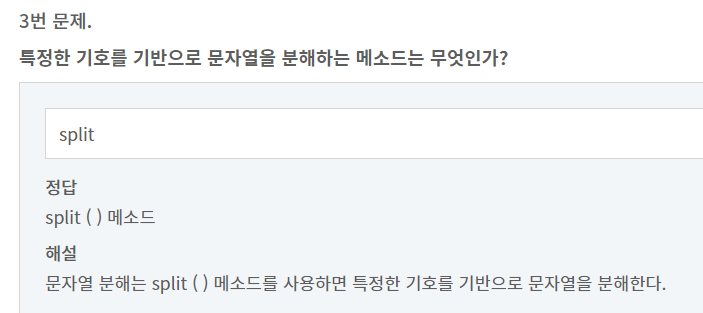 3번 문제.
특정한 기호를 기반으로 문자열을 분해하는 메소드는 무엇인가?
split
정답
split ( ) 메소드
해설
문자열 분해는 split ( ) 메소드를 사용하면 특정한 기호를 기반으로 문자열을 분해한다.